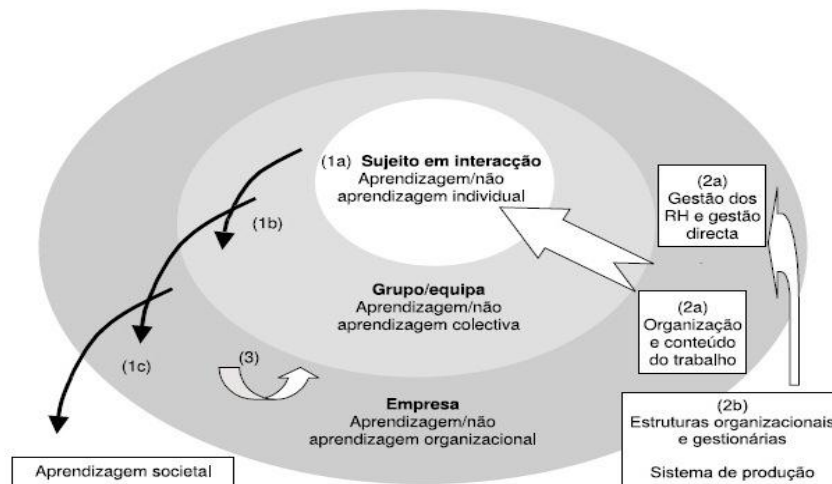 (1a) Sujeito em interacção
Aprendizagem/não
aprendizagem individual
(1b)
(2a)
Gestão dos
RH e gestão
directa
Grupo/equipa
Aprendizagem/não
aprendizagem colectiva
(2a)
Organização
e conteúdo
do trabalho
(1c)
(3)
Empresa
Aprendizagem/não
aprendizagem organizacional
(2b)
Estruturas organizacionais
e gestionárias
Sistema de produção
Aprendizagem societal